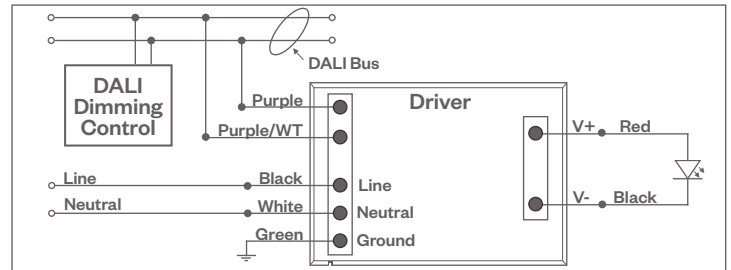 DALI Bus
DALI
Dimming
Control
Driver
Purple
Purple/WT
V+ Red
V- Black
Line Black Line
Neutral White Neutral
Green Ground